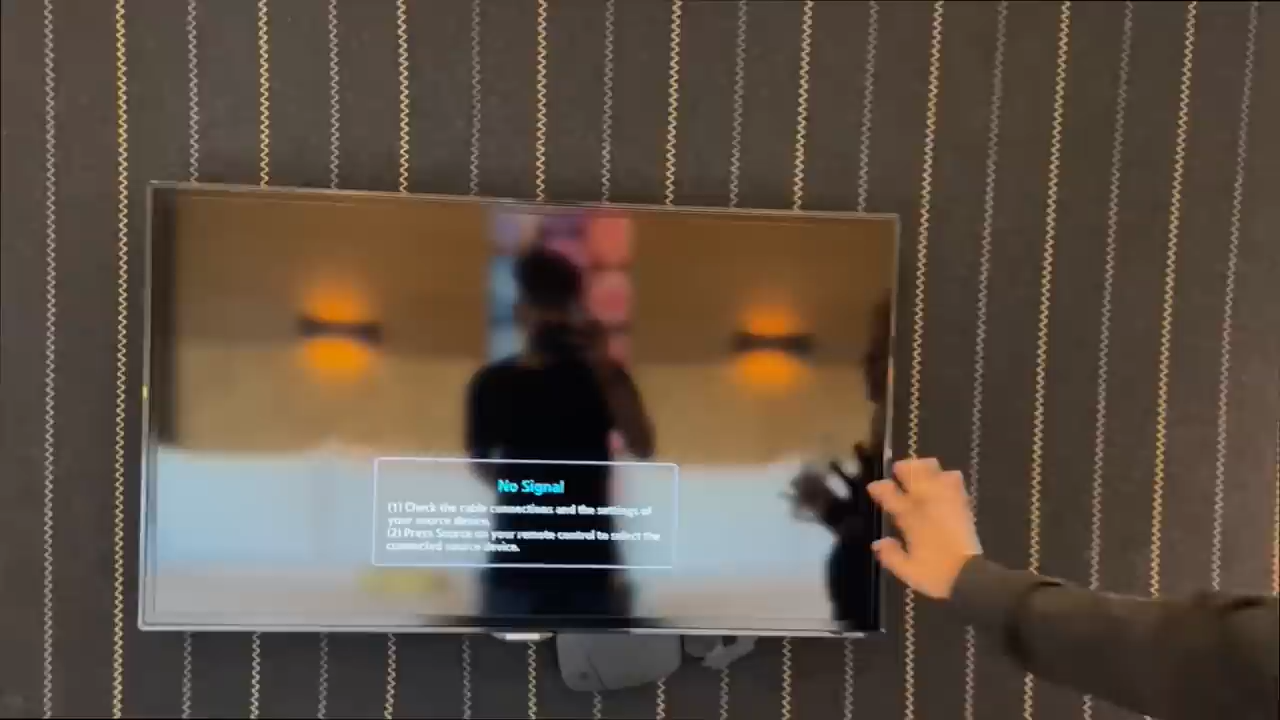 No Signal
(1) Check the cable connections and the settings of
your source device.
(2) Press Source on your remote control to select the
connected source device.